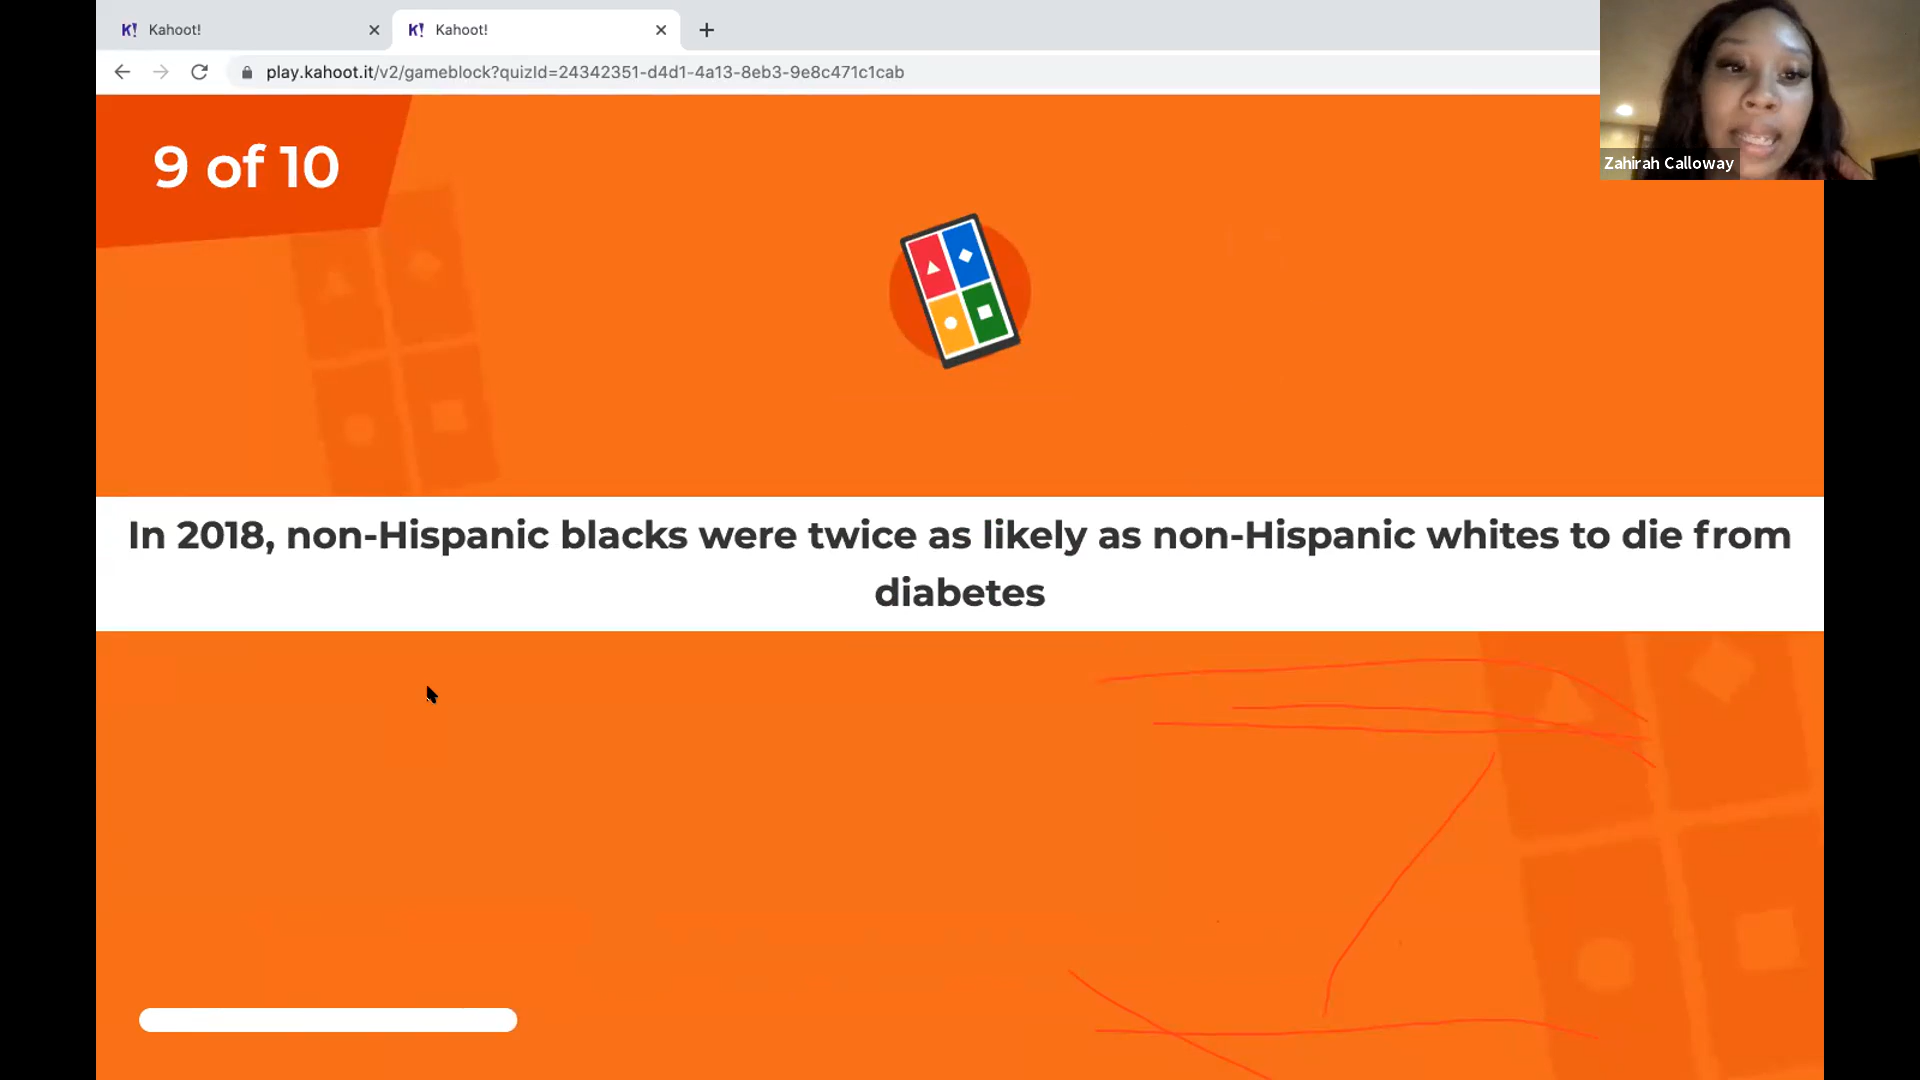 K! Kahoot!
K! Kahoot!
play.kahoot.it/v2/gameblock?quizId=24342351-d4d1-4a13-8eb3-9e8c471c1cab
Zahirah Calloway
9 of 10
In 2018, non-Hispanic blacks were twice as likely as non-Hispanic whites to die from
diabetes